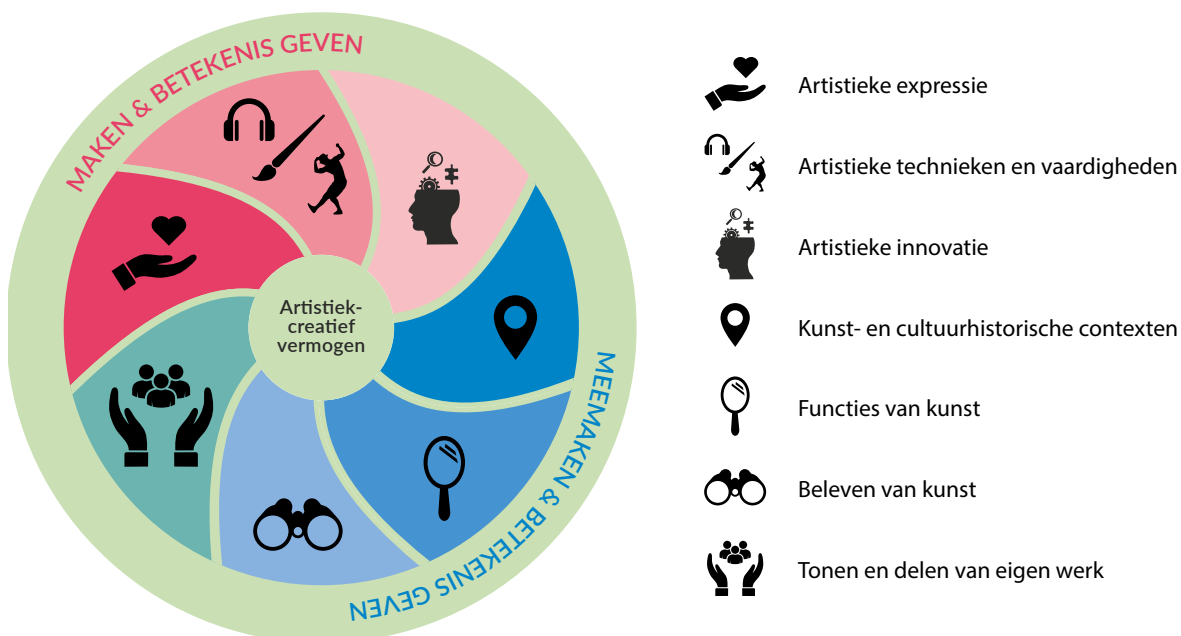 MAKEN & BETEKENIS GEVEN
Artistiek-
creatief
vermogen
MEEMAKEN & BETEKENIS GEVEN
Artistieke expressie
Artistieke technieken en vaardigheden
Artistieke innovatie
Kunst- en cultuurhistorische contexten
Functies van kunst
Beleven van kunst
Tonen en delen van eigen werk